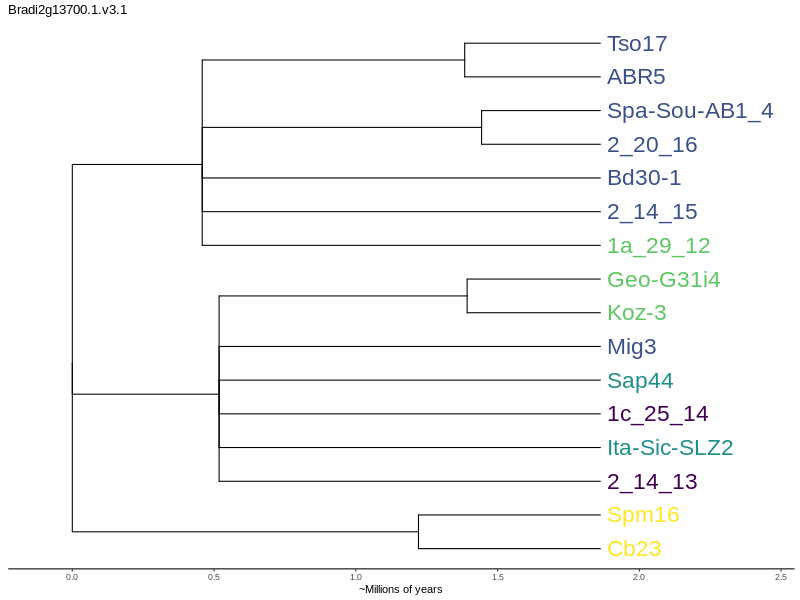 Bradi2g13700.1.v3.1
Tso17
ABR5
Spa-Sou-AB1_4
2_20_16
Bd30-1
2_14_15
1a_29_12
Geo-G31i4
Koz-3
Mig3
Sap44
1c_25_14
Ita-Sic-SLZ2
2_14_13
Spm16
Cb23
0.0 0.5 1.0 1.5 2.0 2.5
~Millions of years